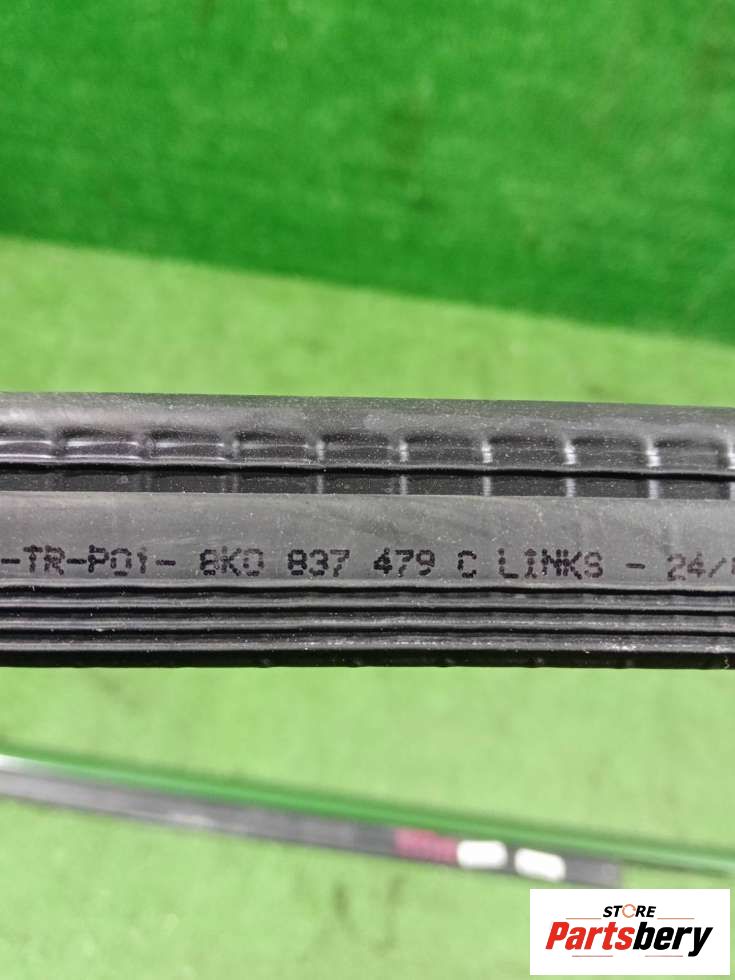 -TR-P01- 8K0 837 479 C LINKS - 24/
STORE
Partsbery